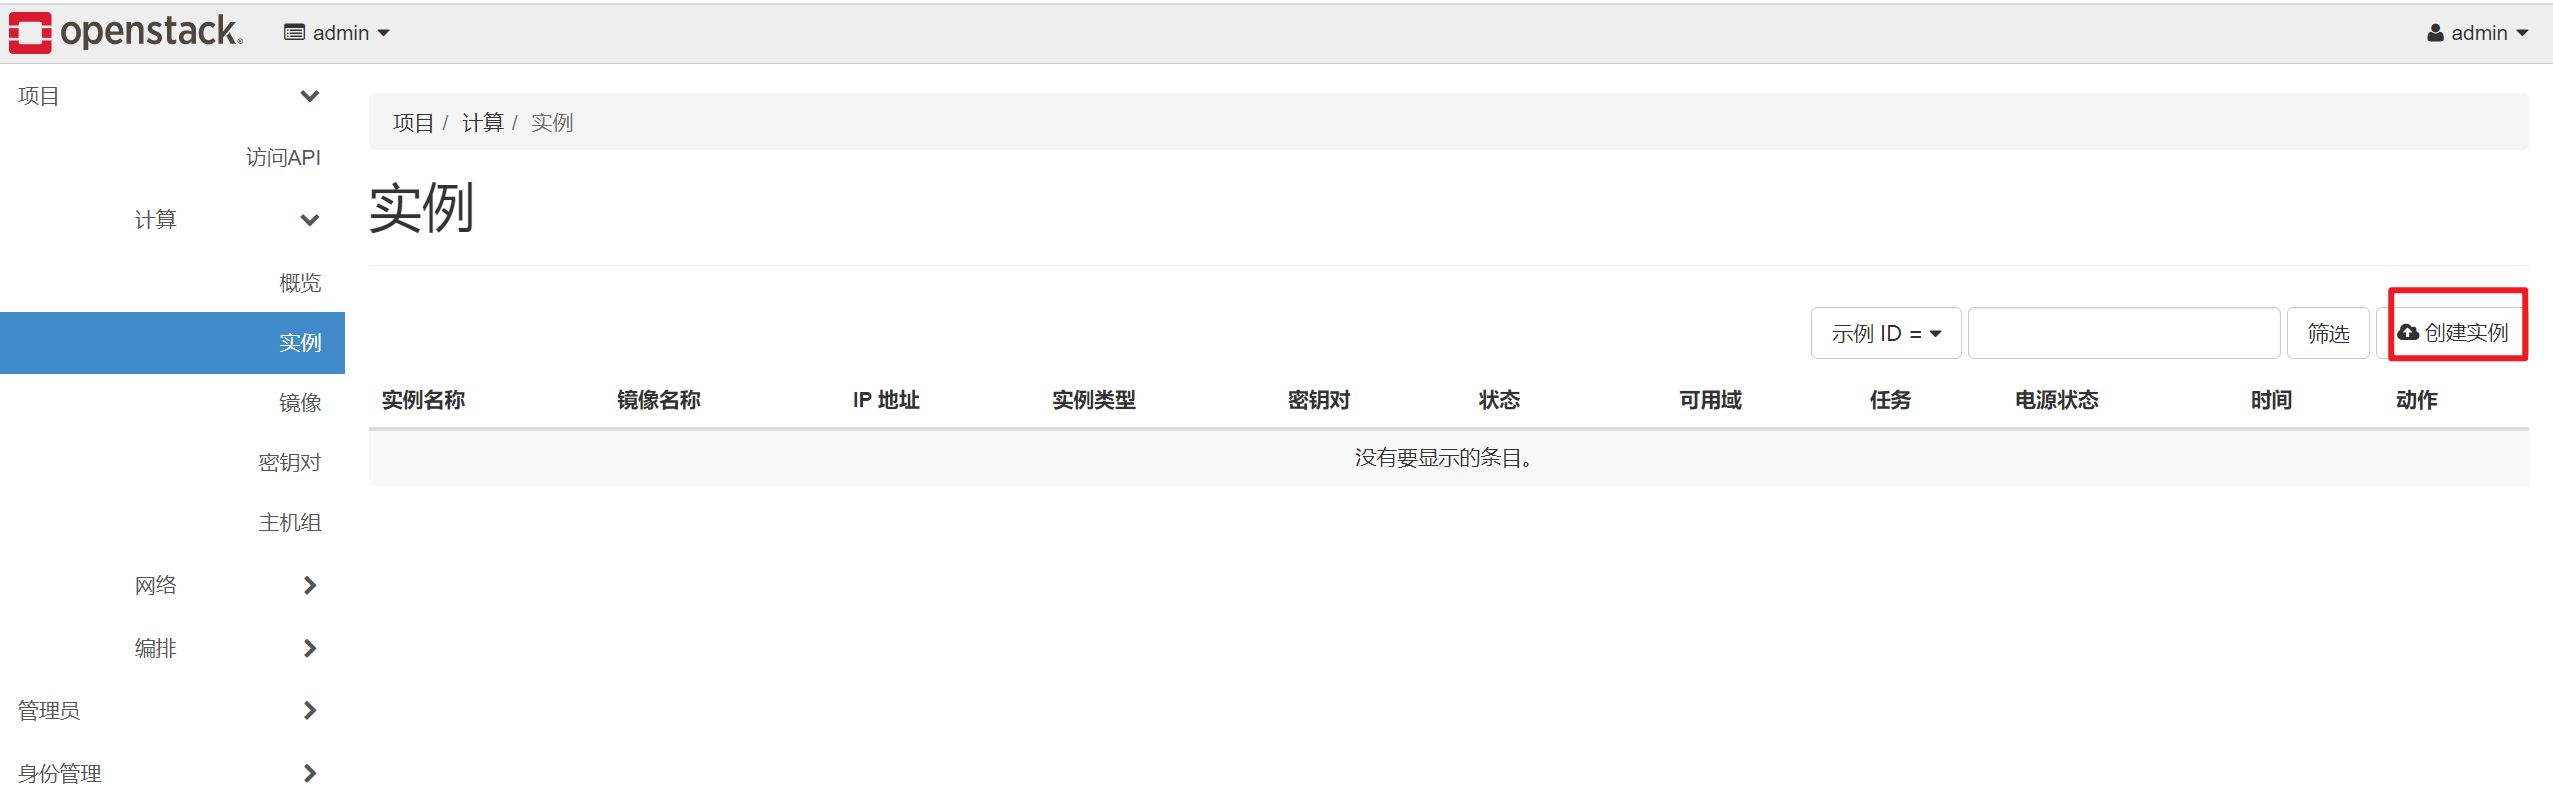 openstack. admin admin
项目
访问API
计算
概览
实例
镜像
密钥对
主机组
网络
编排
管理员
身份管理
项目 / 计算 / 实例
实例
示例 ID = 筛选 创建实例
实例名称 镜像名称 IP 地址 实例类型 密钥对 状态 可用域 任务 电源状态 时间 动作
没有要显示的条目。